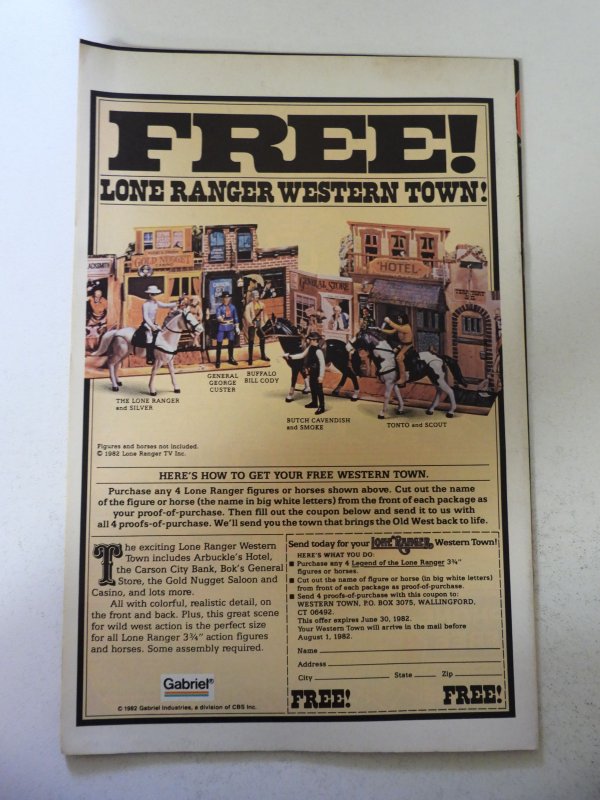 FREE!
LONE RANGER WESTERN TOWN!
GOLD NUGGET
GENERAL STORE
HOTEL
THE LONE RANGER
and SILVER
GENERAL
GEORGE
CUSTER
BUFFALO
BILL CODY
BUTCH CAVENDISH
and SMOKE
TONTO and SCOUT
Figures and horses not included.
© 1982 Lone Ranger TV Inc.
HERE'S HOW TO GET YOUR FREE WESTERN TOWN.
Purchase any 4 Lone Ranger figures or horses shown above. Cut out the name
of the figure or horse (the name in big white letters) from the front of each package as
your proof-of-purchase. Then fill out the coupon below and send it to us with
all 4 proofs-of-purchase. We'll send you the town that brings the Old West back to life.
The exciting Lone Ranger Western
Town includes Arbuckle's Hotel,
the Carson City Bank, Bok's General
Store, the Gold Nugget Saloon and
Casino, and lots more.
All with colorful, realistic detail, on
the front and back. Plus, this great scene
for wild west action is the perfect size
for all Lone Ranger 3¾" action figures
and horses. Some assembly required.
Gabriel®
© 1982 Gabriel Industries, a division of CBS Inc.
Send today for your LONE RANGER Western Town!
HERE'S WHAT YOU DO:
■ Purchase any 4 Legend of the Lone Ranger 3¾"
figures or horses.
■ Cut out the name of figure or horse (in big white letters)
from front of each package as proof-of-purchase.
■ Send 4 proofs-of-purchase with this coupon to:
WESTERN TOWN, P.O. BOX 3075, WALLINGFORD,
CT 06492.
This offer expires June 30, 1982.
Your Western Town will arrive in the mail before
August 1, 1982.
Name
Address
City State Zip
FREE! FREE!